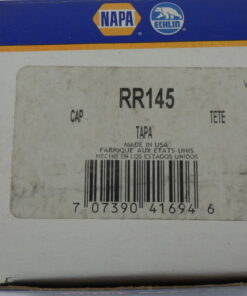 NAPA ECHLIN
RR145
CAP TETE
TAPA
MADE IN USA
FABRIQUE AUX ETATS-UNIS
HECHO EN LOS ESTADOS UNIDOS
7 07390 41694 6